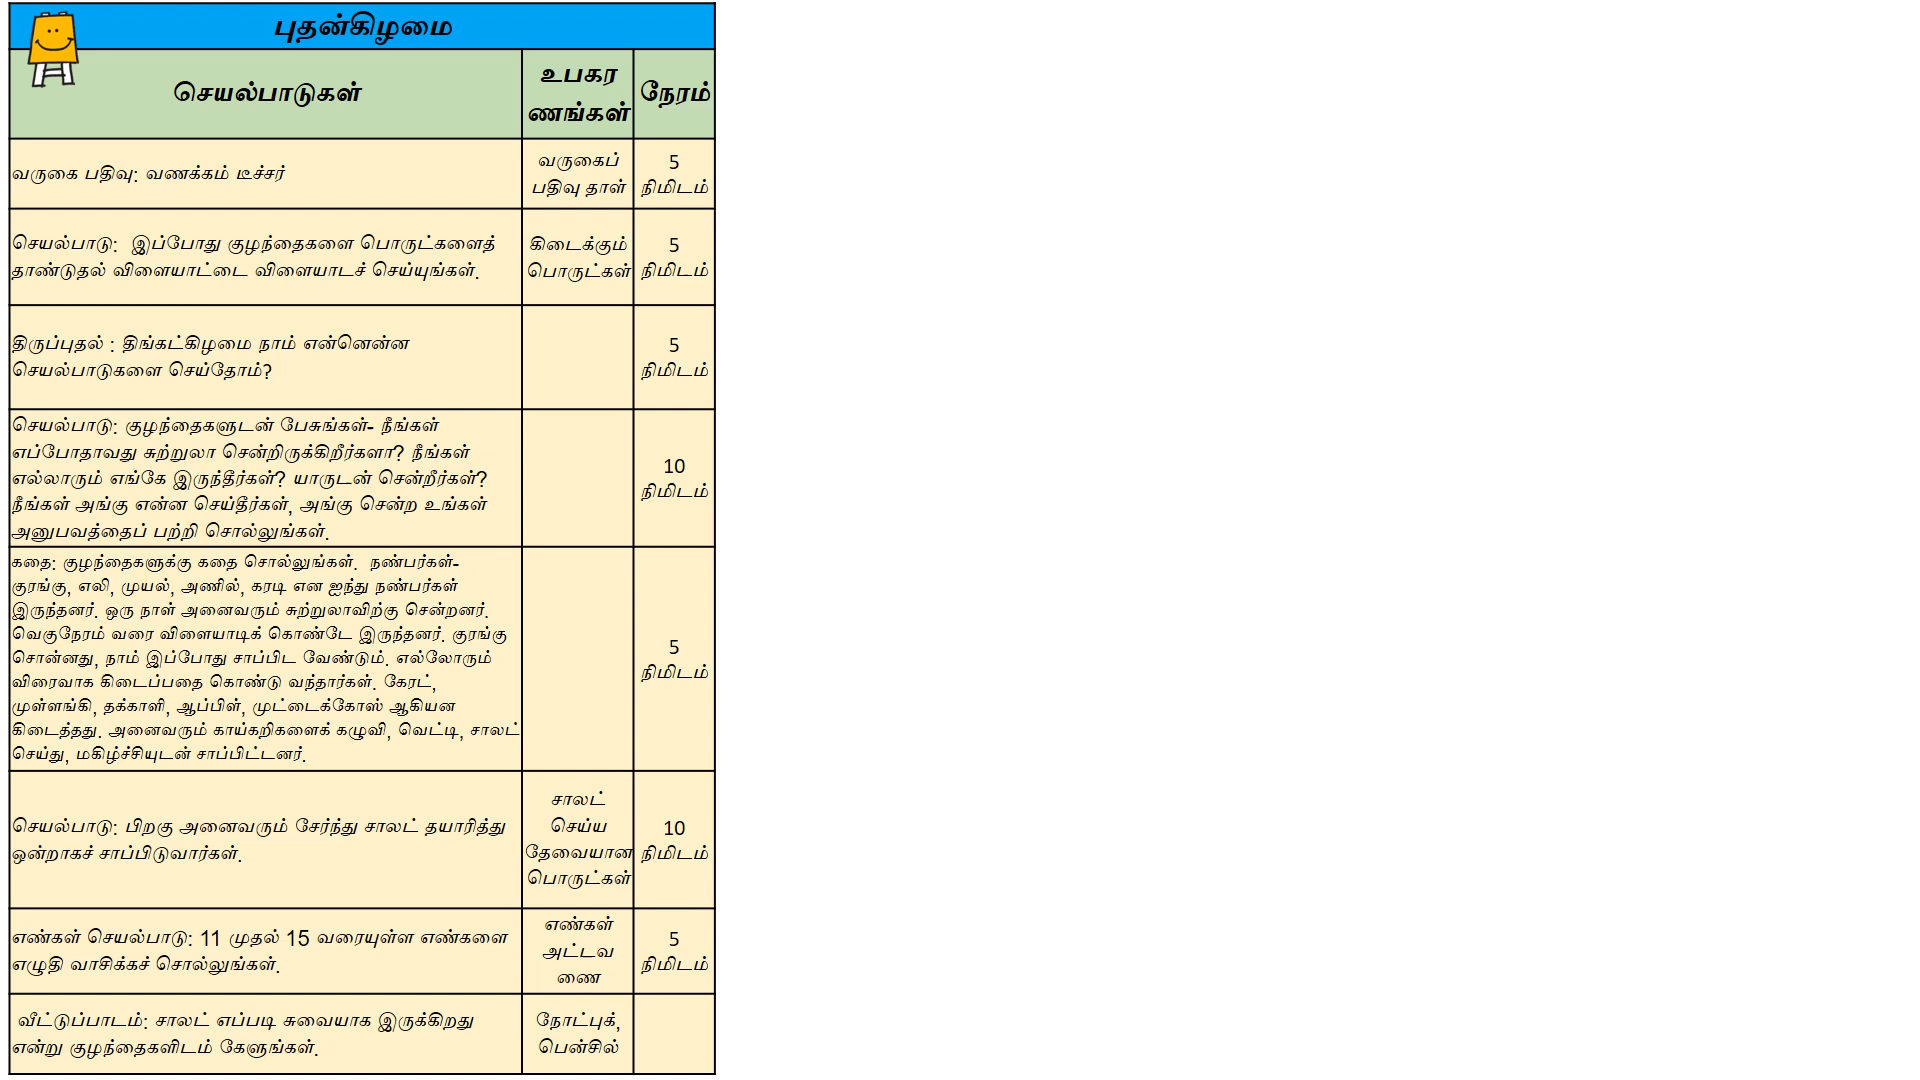 புதன்கிழமை
செயல்பாடுகள்
உபகர
ணங்கள்
நேரம்
வருகை பதிவு: வணக்கம் டீச்சர்
வருகைப்
பதிவு தாள்
5
நிமிடம்
செயல்பாடு:  இப்போது குழந்தைகளை பொருட்களைத்
தாண்டுதல் விளையாட்டை விளையாடச் செய்யுங்கள்.
கிடைக்கும்
பொருட்கள்
5
நிமிடம்
திருப்புதல் : திங்கட்கிழமை நாம் என்னென்ன
செயல்பாடுகளை செய்தோம்?
5
நிமிடம்
செயல்பாடு: குழந்தைகளுடன் பேசுங்கள்- நீங்கள்
எப்போதாவது சுற்றுலா சென்றிருக்கிறீர்களா? நீங்கள்
எல்லாரும் எங்கே இருந்தீர்கள்? யாருடன் சென்றீர்கள்?
நீங்கள் அங்கு என்ன செய்தீர்கள், அங்கு சென்ற உங்கள்
அனுபவத்தைப் பற்றி சொல்லுங்கள்.
10
நிமிடம்
கதை: குழந்தைகளுக்கு கதை சொல்லுங்கள்.  நண்பர்கள்-
குரங்கு, எலி, முயல், அணில், கரடி என ஐந்து நண்பர்கள்
இருந்தனர். ஒரு நாள் அனைவரும் சுற்றுலாவிற்கு சென்றனர்.
வெகுநேரம் வரை விளையாடிக் கொண்டே இருந்தனர். குரங்கு
சொன்னது, நாம் இப்போது சாப்பிட வேண்டும். எல்லோரும்
விரைவாக கிடைப்பதை கொண்டு வந்தார்கள். கேரட்,
முள்ளங்கி, தக்காளி, ஆப்பிள், முட்டைக்கோஸ் ஆகியன
கிடைத்தது. அனைவரும் காய்கறிகளைக் கழுவி, வெட்டி, சாலட்
செய்து, மகிழ்ச்சியுடன் சாப்பிட்டனர்.
5
நிமிடம்
செயல்பாடு: பிறகு அனைவரும் சேர்ந்து சாலட் தயாரித்து
ஒன்றாகச் சாப்பிடுவார்கள்.
சாலட்
செய்ய
தேவையான
பொருட்கள்
10
நிமிடம்
எண்கள் செயல்பாடு: 11 முதல் 15 வரையுள்ள எண்களை
எழுதி வாசிக்கச் சொல்லுங்கள்.
எண்கள்
அட்டவ
ணை
5
நிமிடம்
வீட்டுப்பாடம்: சாலட் எப்படி சுவையாக இருக்கிறது
என்று குழந்தைகளிடம் கேளுங்கள்.
நோட்புக்,
பென்சில்